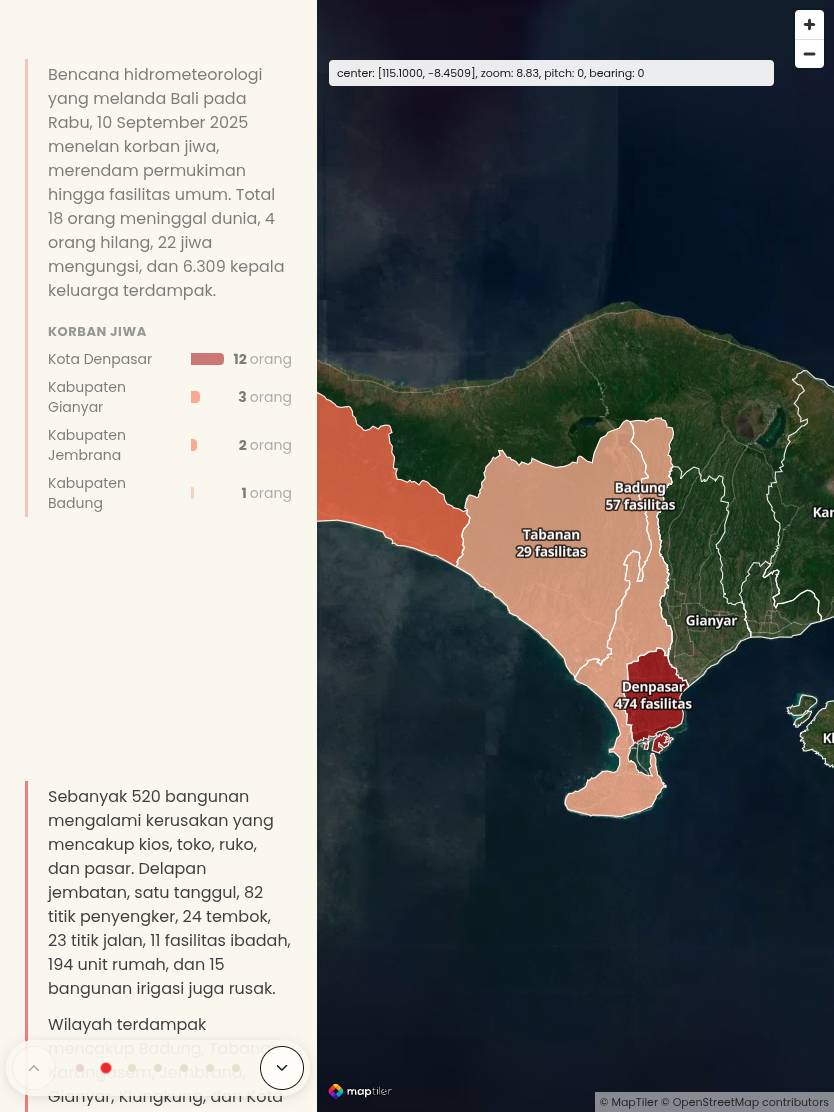 Bencana hidrometeorologi
yang melanda Bali pada
Rabu, 10 September 2025
menelan korban jiwa,
merendam permukiman
hingga fasilitas umum. Total
18 orang meninggal dunia, 4
orang hilang, 22 jiwa
mengungsi, dan 6.309 kepala
keluarga terdampak.
KORBAN JIWA
Kota Denpasar 12 orang
Kabupaten
Gianyar 3 orang
Kabupaten
Jembrana 2 orang
Kabupaten
Badung 1 orang
Sebanyak 520 bangunan
mengalami kerusakan yang
mencakup kios, toko, ruko,
dan pasar. Delapan
jembatan, satu tanggul, 82
titik penyengker, 24 tembok,
23 titik jalan, 11 fasilitas ibadah,
194 unit rumah, dan 15
bangunan irigasi juga rusak.
Wilayah terdampak
mencakup Badung, Tabanan,
Karangasem, Jembrana,
Gianyar, Klungkung, dan Kota
center: [115.1000, -8.4509], zoom: 8.83, pitch: 0, bearing: 0
Badung
57 fasilitas
Tabanan
29 fasilitas
Kar
Gianyar
Denpasar
474 fasilitas
Kl
maptiler
© MapTiler © OpenStreetMap contributors